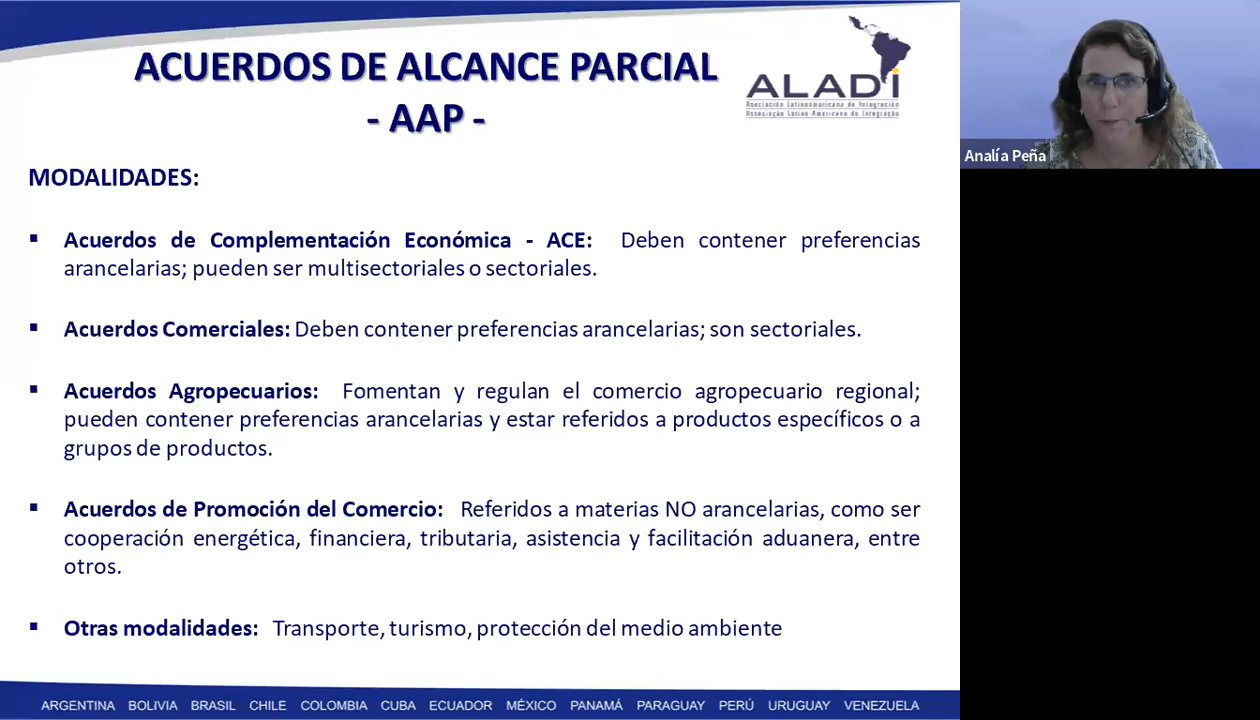 ACUERDOS DE ALCANCE PARCIAL
- AAP -
ALADI
Asociación Latinoamericana de Integración
Associação Latino-Americana de Integração
Analía Peña
MODALIDADES:
▪ Acuerdos de Complementación Económica - ACE: Deben contener preferencias
arancelarias; pueden ser multisectoriales o sectoriales.
▪ Acuerdos Comerciales: Deben contener preferencias arancelarias; son sectoriales.
▪ Acuerdos Agropecuarios: Fomentan y regulan el comercio agropecuario regional;
pueden contener preferencias arancelarias y estar referidos a productos específicos o a
grupos de productos.
▪ Acuerdos de Promoción del Comercio: Referidos a materias NO arancelarias, como ser
cooperación energética, financiera, tributaria, asistencia y facilitación aduanera, entre
otros.
▪ Otras modalidades: Transporte, turismo, protección del medio ambiente
ARGENTINA BOLIVIA BRASIL CHILE COLOMBIA CUBA ECUADOR MÉXICO PANAMÁ PARAGUAY PERÚ URUGUAY VENEZUELA